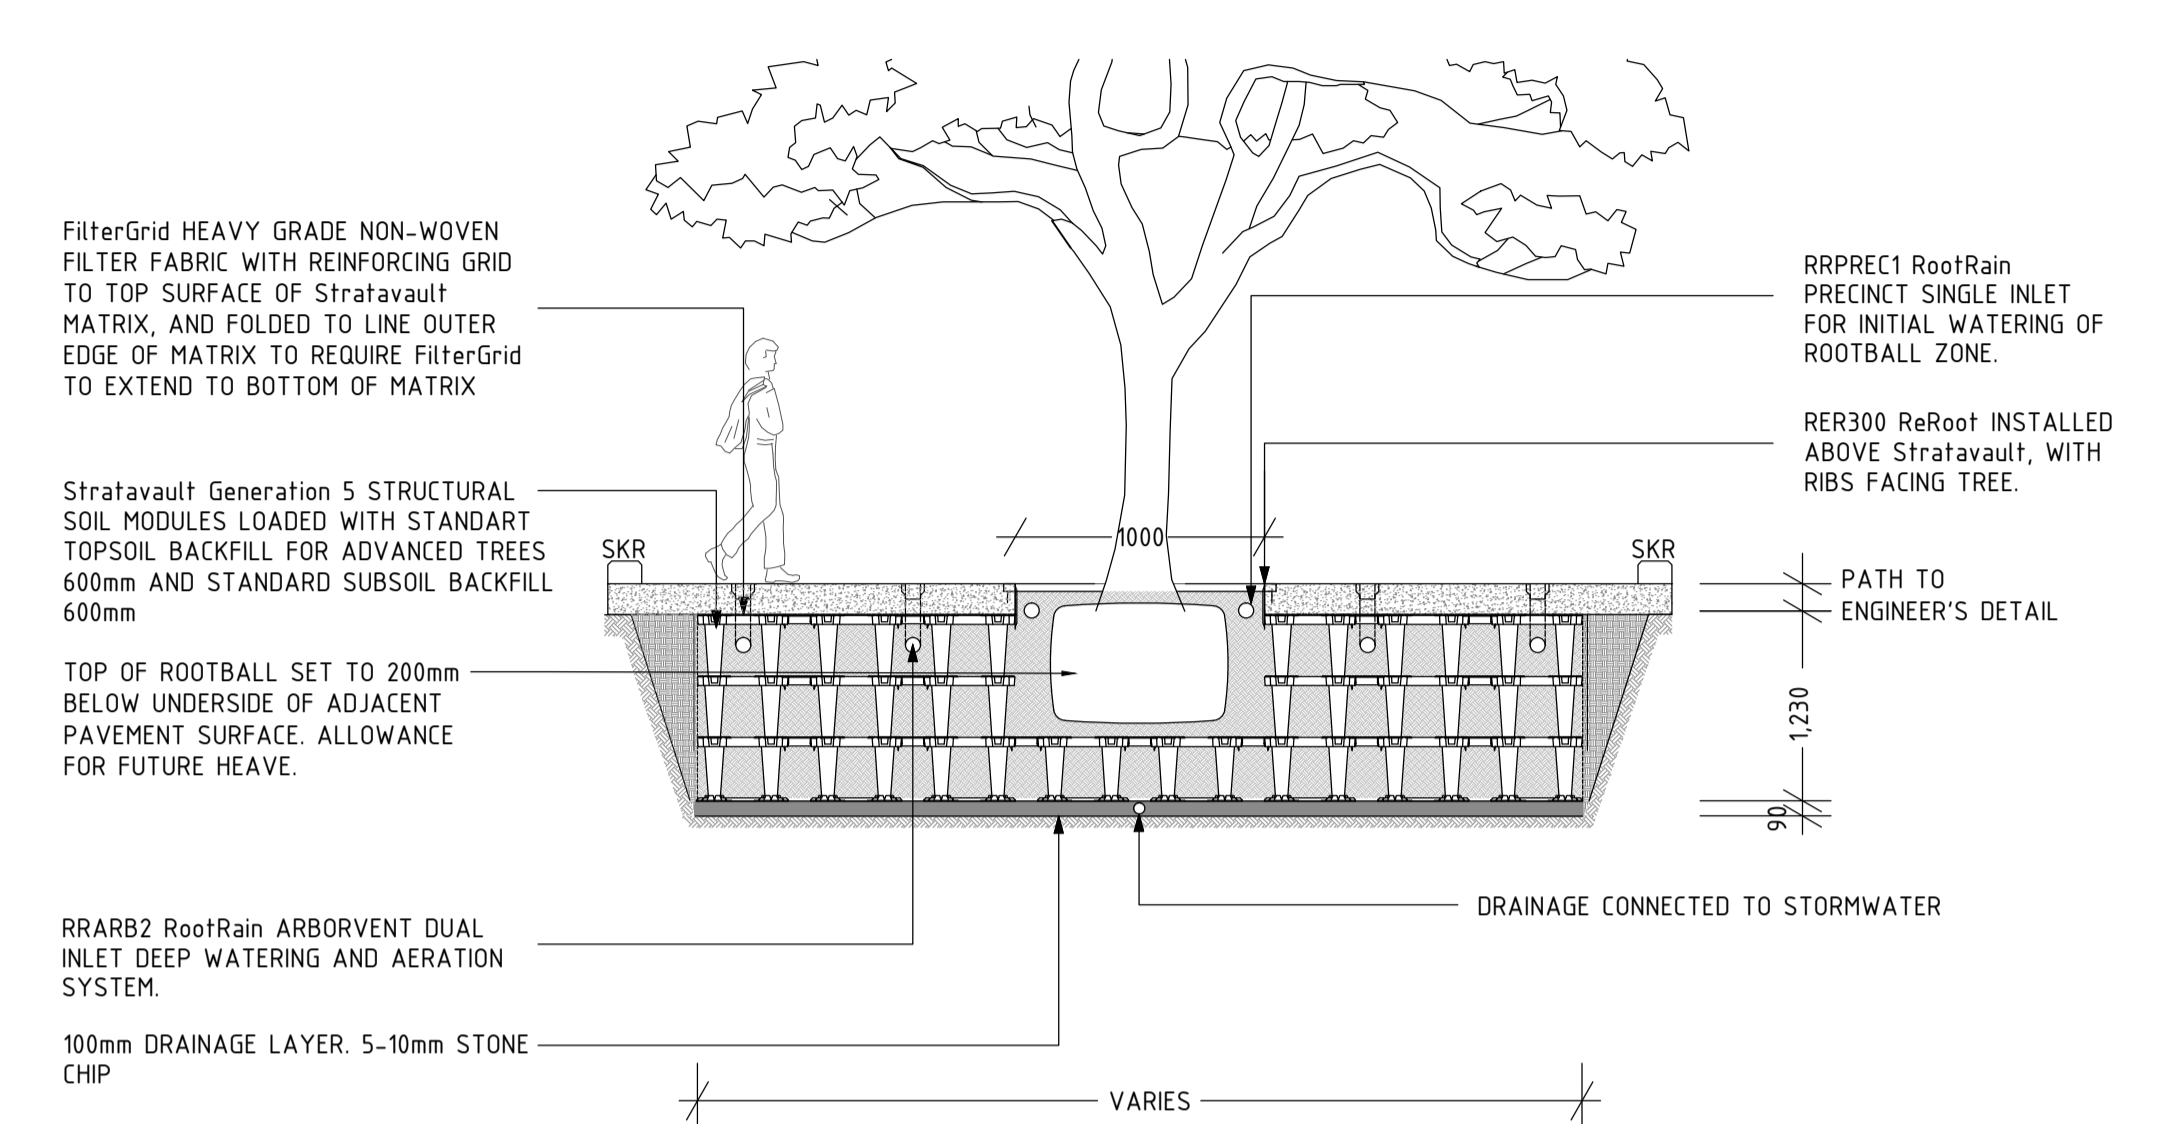 FilterGrid HEAVY GRADE NON-WOVEN
FILTER FABRIC WITH REINFORCING GRID
TO TOP SURFACE OF Stratavault
MATRIX, AND FOLDED TO LINE OUTER
EDGE OF MATRIX TO REQUIRE FilterGrid
TO EXTEND TO BOTTOM OF MATRIX
Stratavault Generation 5 STRUCTURAL
SOIL MODULES LOADED WITH STANDART
TOPSOIL BACKFILL FOR ADVANCED TREES
600mm AND STANDARD SUBSOIL BACKFILL
600mm
TOP OF ROOTBALL SET TO 200mm
BELOW UNDERSIDE OF ADJACENT
PAVEMENT SURFACE. ALLOWANCE
FOR FUTURE HEAVE.
RRARB2 RootRain ARBORVENT DUAL
INLET DEEP WATERING AND AERATION
SYSTEM.
100mm DRAINAGE LAYER. 5-10mm STONE
CHIP
SKR
1000
SKR
VARIES
RRPREC1 RootRain
PRECINCT SINGLE INLET
FOR INITIAL WATERING OF
ROOTBALL ZONE.
RER300 ReRoot INSTALLED
ABOVE Stratavault, WITH
RIBS FACING TREE.
PATH TO
ENGINEER'S DETAIL
1,230
90
DRAINAGE CONNECTED TO STORMWATER